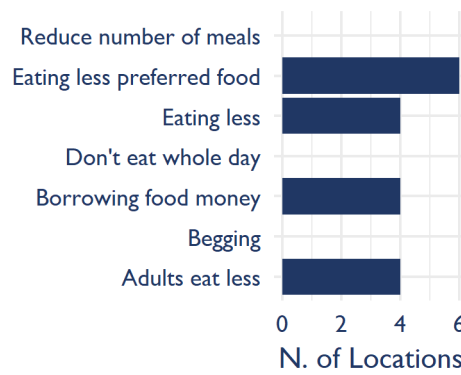 Reduce number of meals
Eating less preferred food
Eating less
Don't eat whole day
Borrowing food money
Begging
Adults eat less
0 2 4 6
N. of Locations